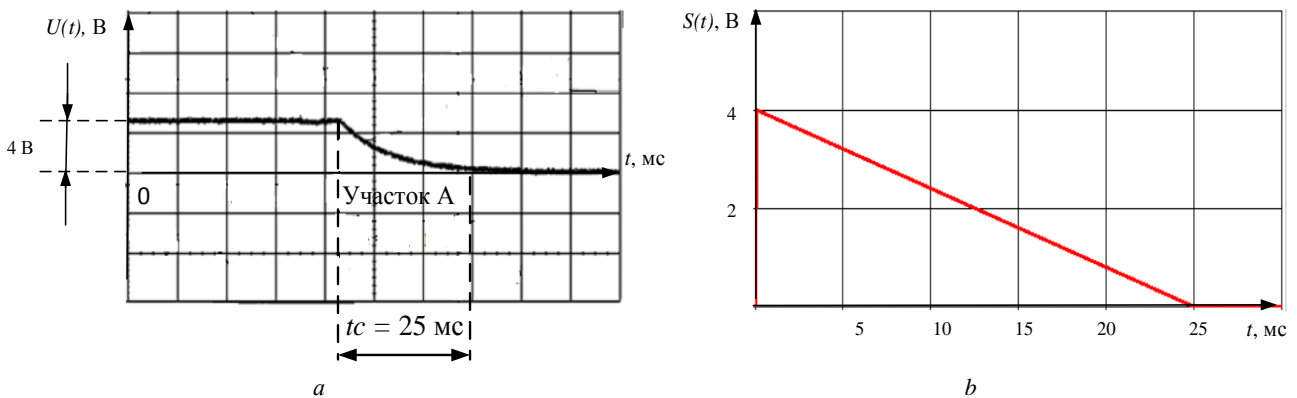 U(t), В
4 В
0
Участок А
t, мс
tc = 25 мс
a
S(t), В
4
2
5 10 15 20 25 t, мс
b